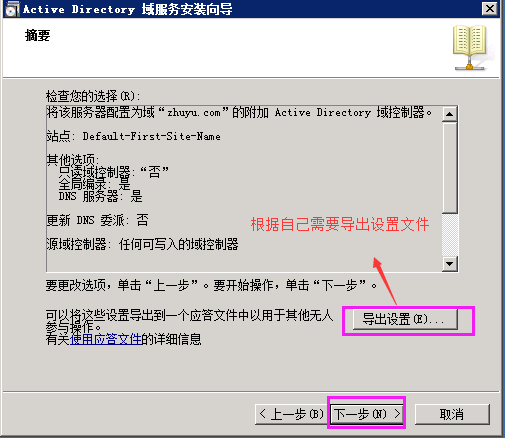 Active Directory 域服务安装向导
摘要
检查您的选择(R):
将该服务器配置为域“zhuyu.com”的附加 Active Directory 域控制器。
站点: Default-First-Site-Name
其他选项:
只读域控制器:“否”
全局编录: 是
DNS 服务器: 是
更新 DNS 委派: 否
源域控制器: 任何可写入的域控制器
根据自己需要导出设置文件
要更改选项，单击“上一步”。要开始操作，单击“下一步”。
可以将这些设置导出到一个应答文件中以用于其他无人
参与操作。
有关使用应答文件的详细信息
导出设置(E)...
< 上一步(B)
下一步(N) >
取消